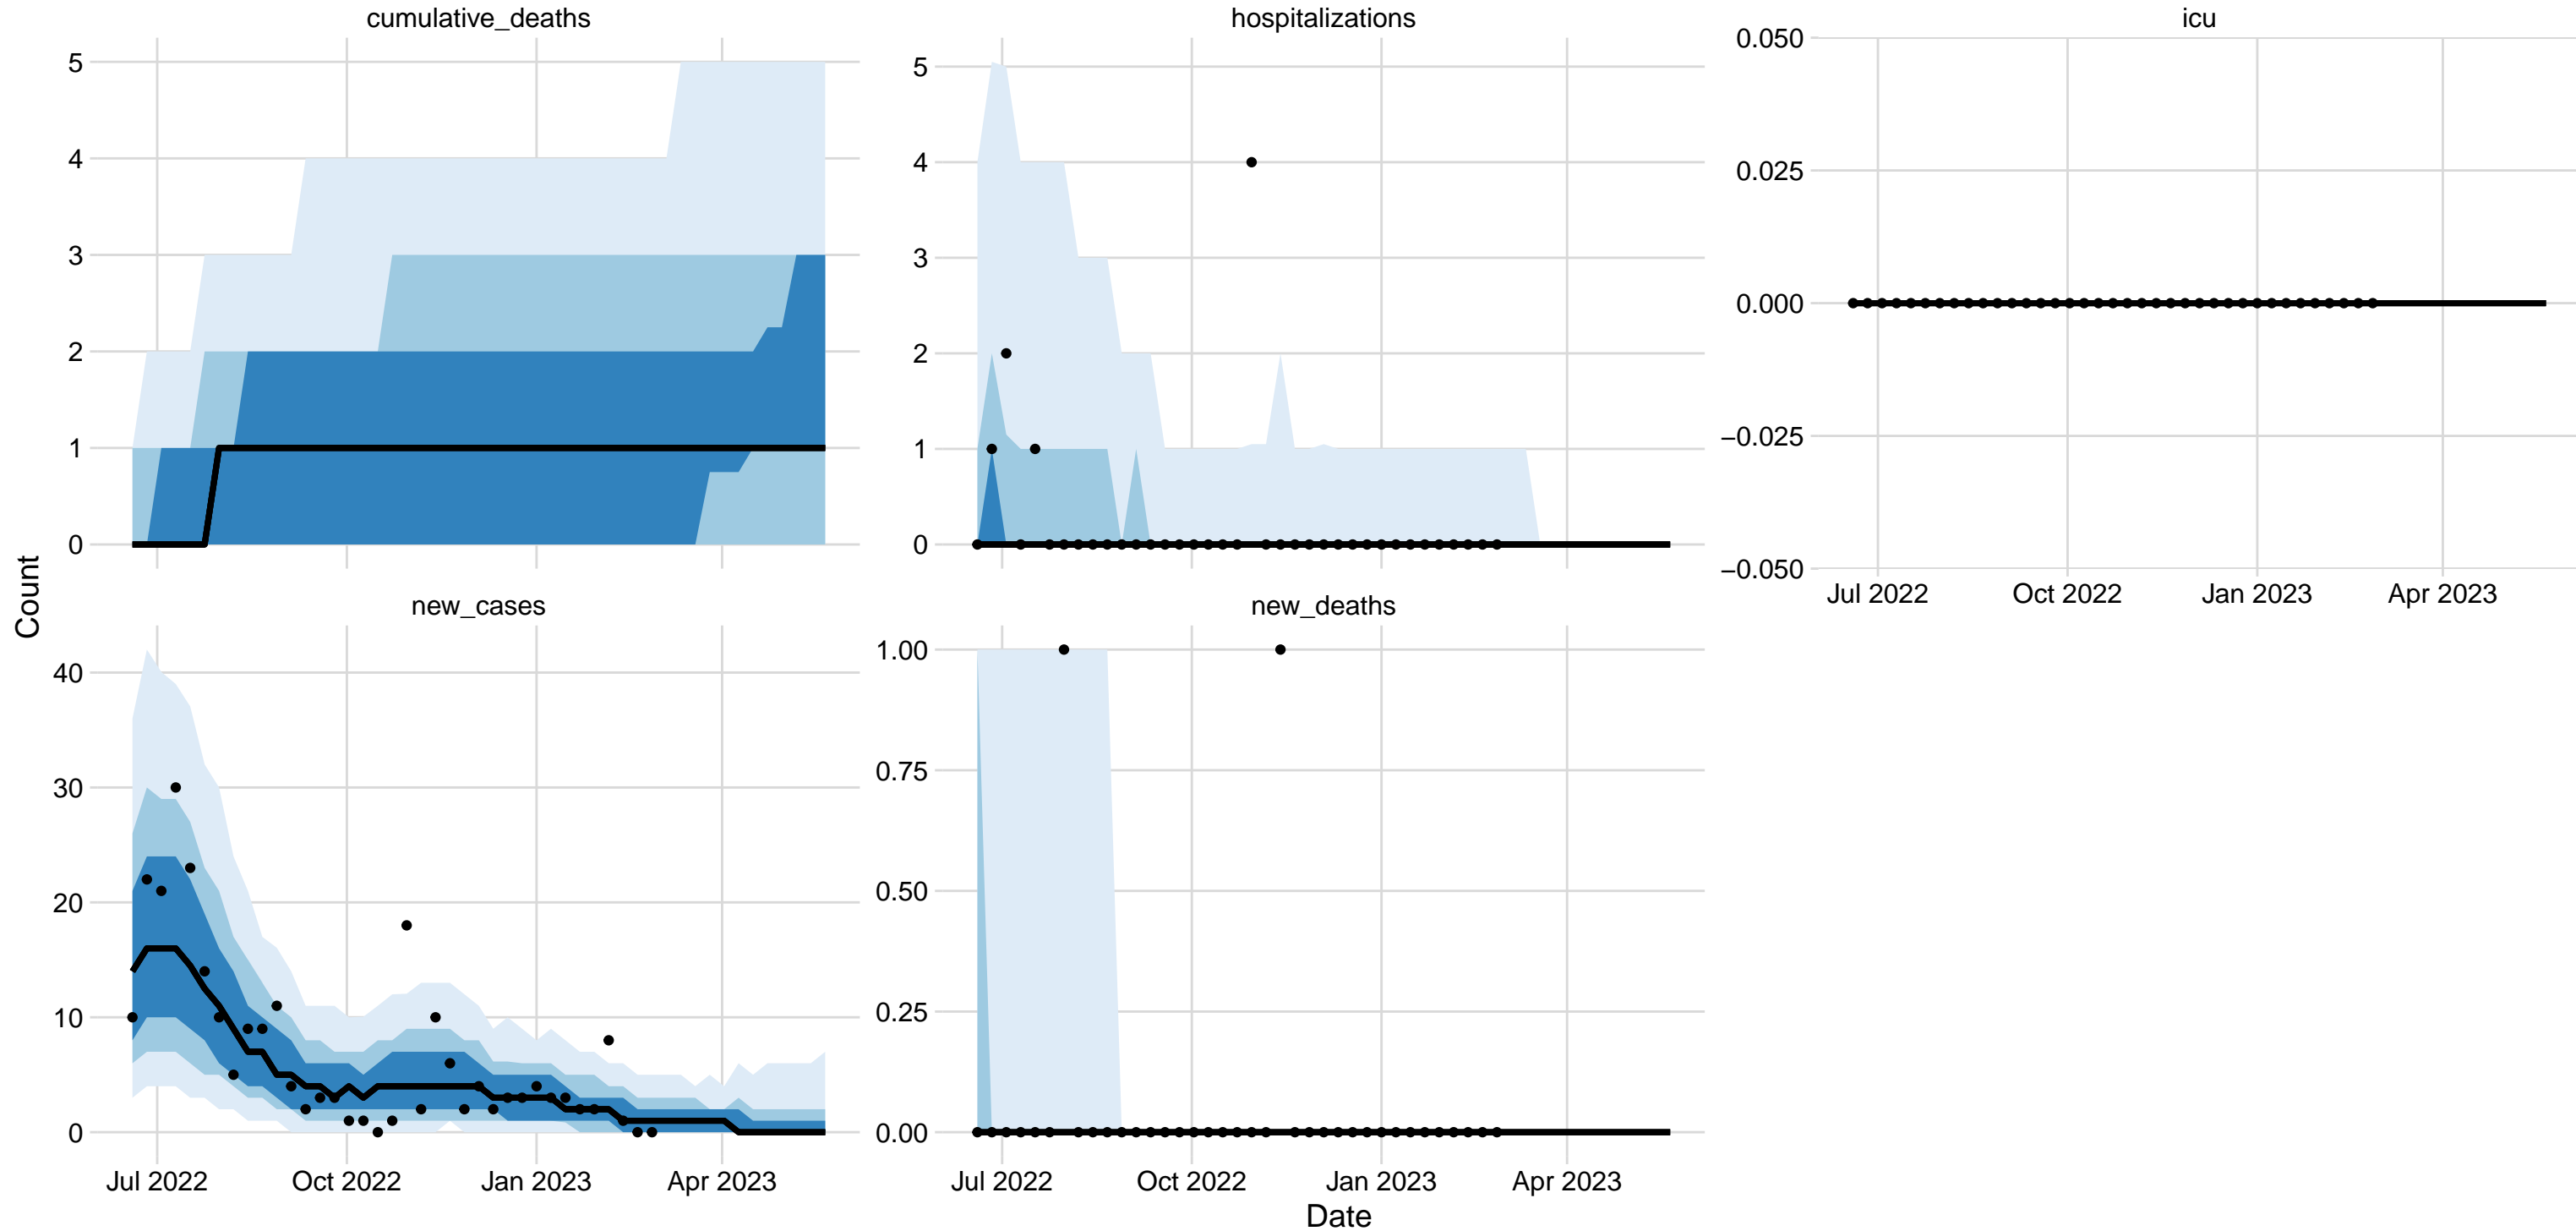 cumulative_deaths
5
4
3
2
1
0
hospitalizations
5
4
3
2
1
0
icu
0.050
0.025
0.000
−0.025
−0.050
Jul 2022 Oct 2022 Jan 2023 Apr 2023
Count
new_cases
40
30
20
10
0
Jul 2022 Oct 2022 Jan 2023 Apr 2023
new_deaths
1.00
0.75
0.50
0.25
0.00
Jul 2022 Oct 2022 Jan 2023 Apr 2023
Date